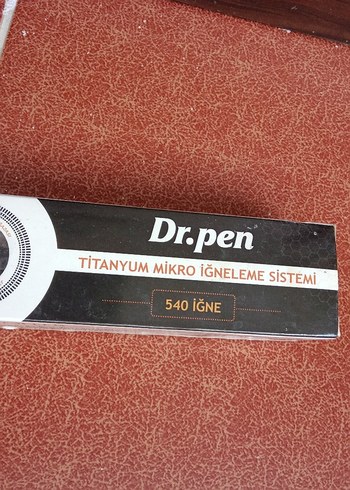 Dr.pen
TİTANYUM MİKRO İĞNELEME SİSTEMİ
540 İĞNE